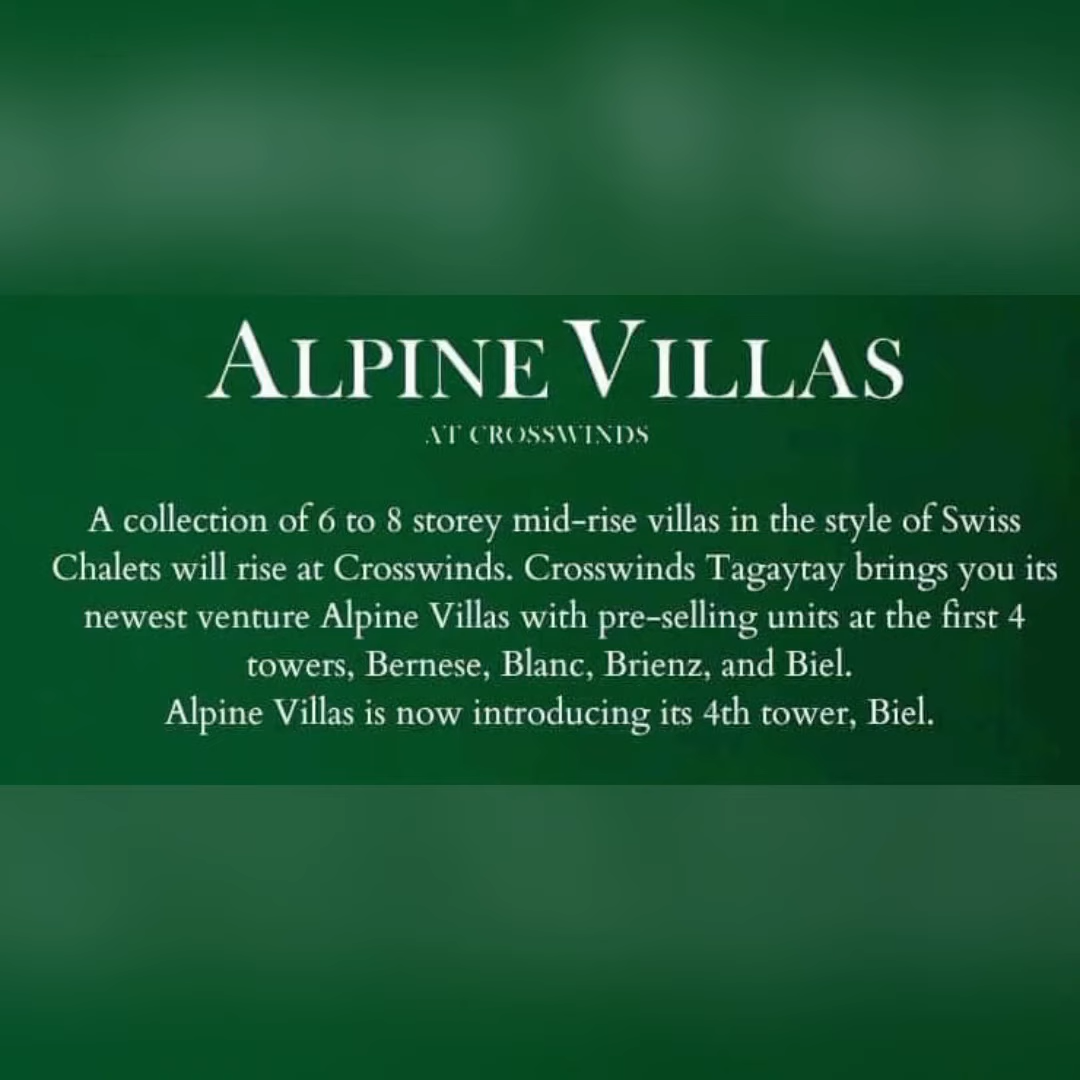 ALPINE VILLAS
AT CROSSWINDS
A collection of 6 to 8 storey mid-rise villas in the style of Swiss
Chalets will rise at Crosswinds. Crosswinds Tagaytay brings you its
newest venture Alpine Villas with pre-selling units at the first 4
towers, Bernese, Blanc, Brienz, and Biel.
Alpine Villas is now introducing its 4th tower, Biel.